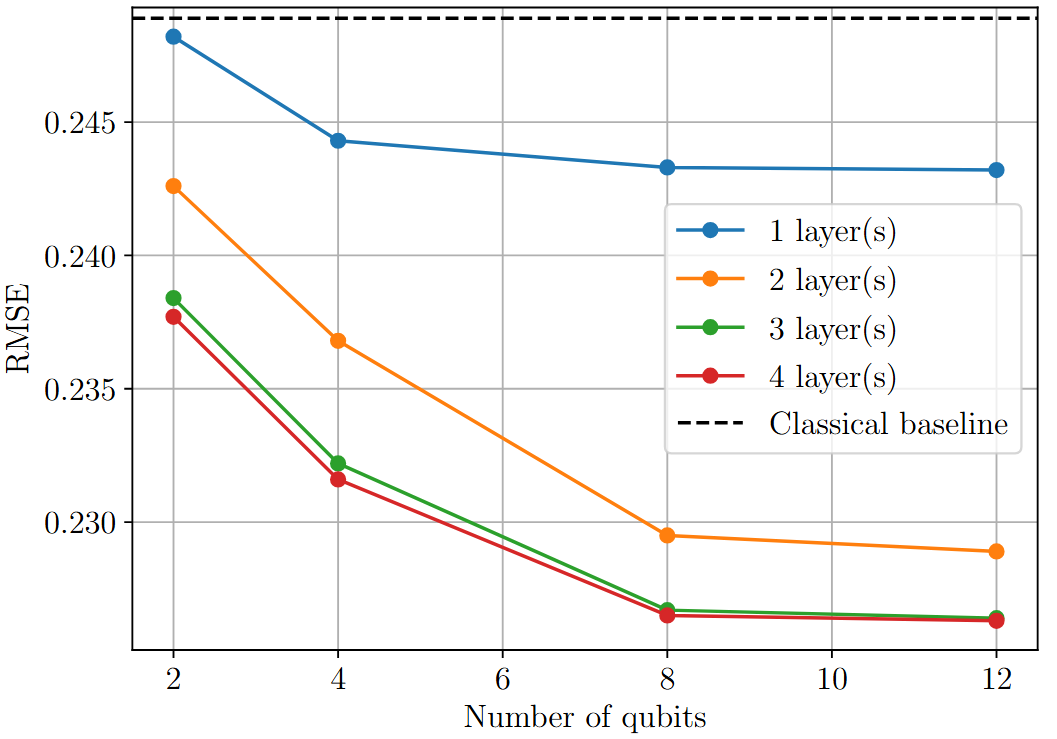 0.245
0.240
0.235
0.230
RMSE
2 4 6 8 10 12
Number of qubits
1 layer(s)
2 layer(s)
3 layer(s)
4 layer(s)
Classical baseline